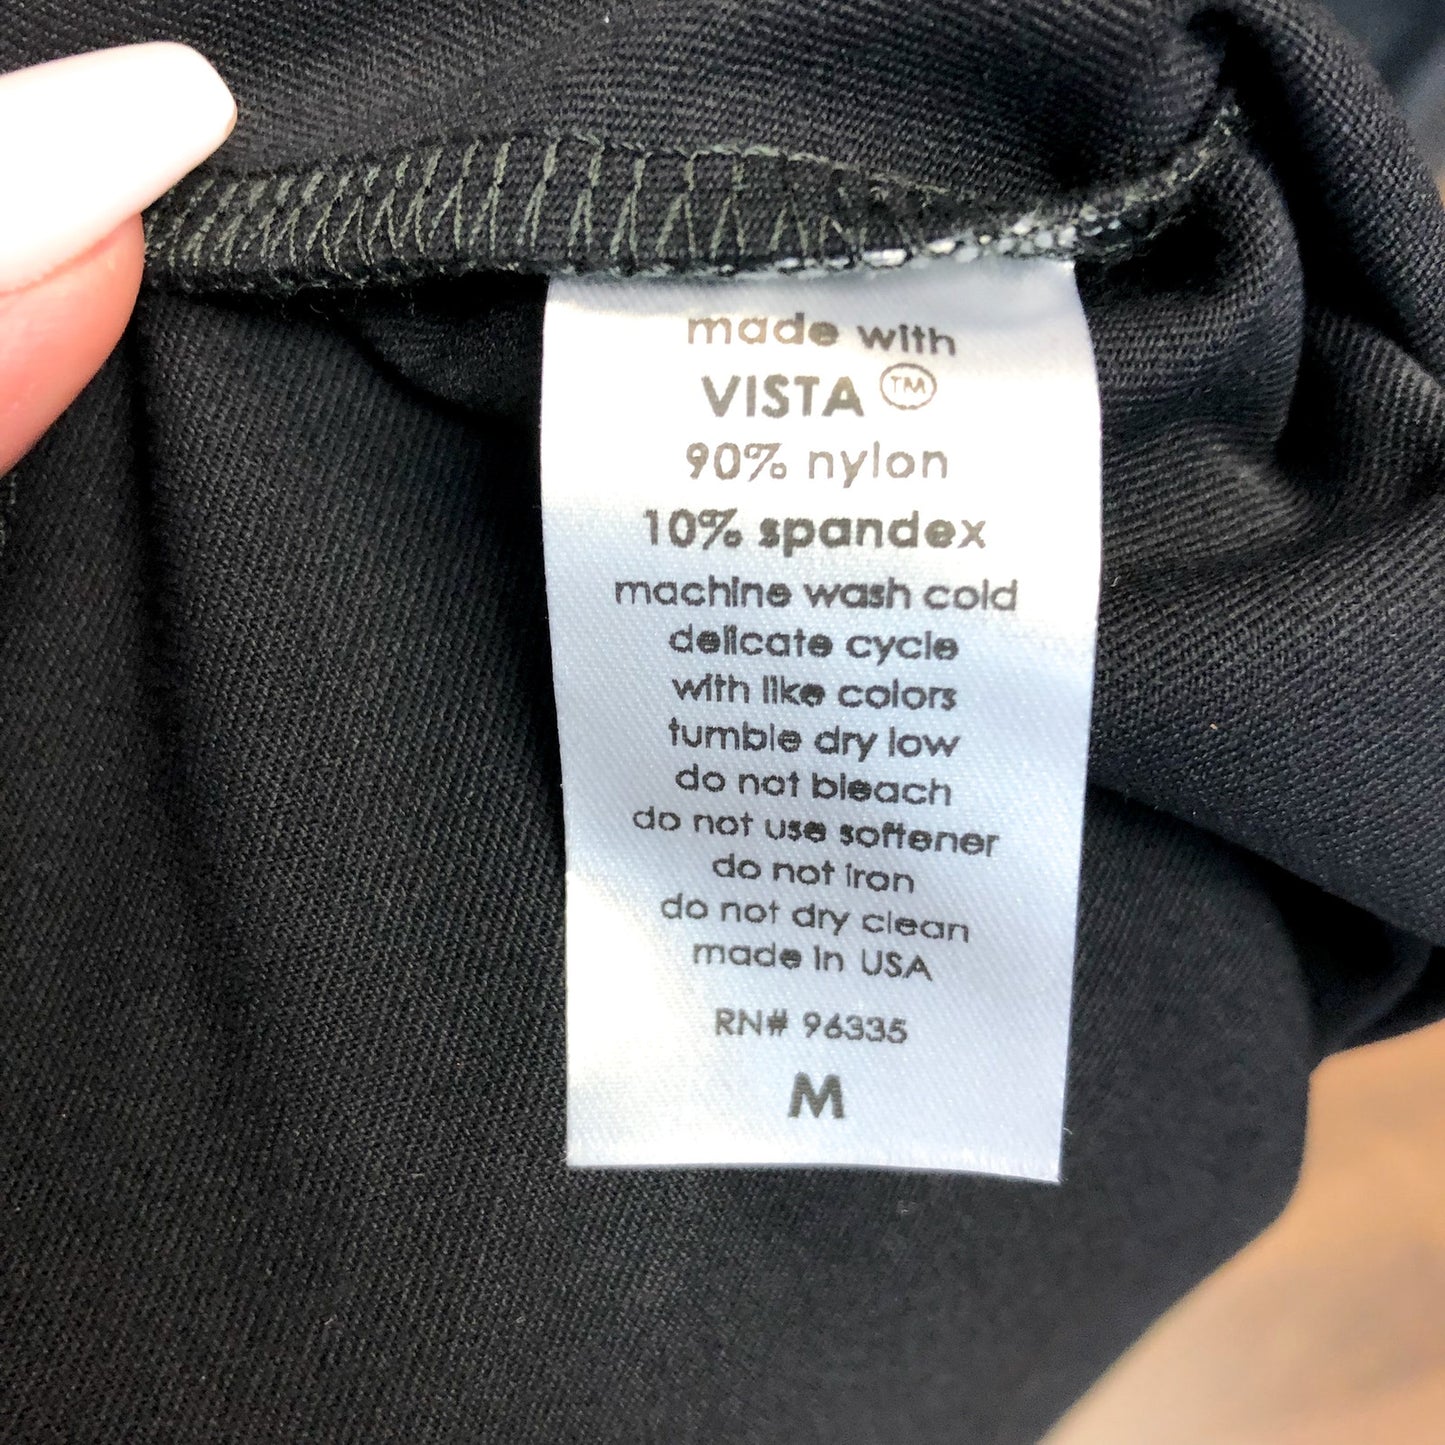 made with
VISTA ™
90% nylon
10% spandex
machine wash cold
delicate cycle
with like colors
tumble dry low
do not bleach
do not use softener
do not iron
do not dry clean
made in USA
RN# 96335
M